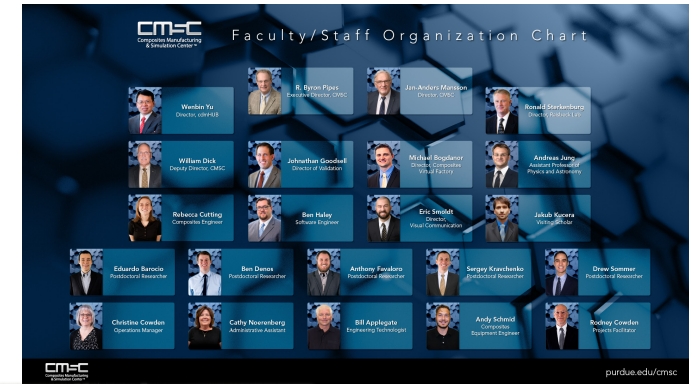 CMSC
Composites Manufacturing
& Simulation Center™
Faculty/Staff Organization Chart
Wenbin Yu
Director, cdmHUB
R. Byron Pipes
Executive Director, CMSC
Jan-Anders Mansson
Director, CMSC
Ronald Sterkenburg
Director,
William Dick
Deputy Director, CMSC
Johnathan Goodsell
Director of Validation
Michael Bogdanor
Director, Composites
Virtual Factory
Andreas Jung
Assistant Professor of
Physics and Astronomy
Rebecca Cutting
Composites Engineer
Ben Haley
Software Engineer
Eric Smoldt
Director,
Visual Communication
Jakub Kucera
Visiting Scholar
Eduardo Barocio
Postdoctoral Researcher
Ben Denos
Postdoctoral Researcher
Anthony Favaloro
Postdoctoral Researcher
Sergey Kravchenko
Postdoctoral Researcher
Drew Sommer
Postdoctoral Researcher
Christine Cowden
Operations Manager
Cathy Noerenberg
Administrative Assistant
Bill Applegate
Engineering Technologist
Andy Schmid
Composites
Equipment Engineer
Rodney Cowden
Projects Facilitator
CMSC
Composites Manufacturing
& Simulation Center™
purdue.edu/cmsc